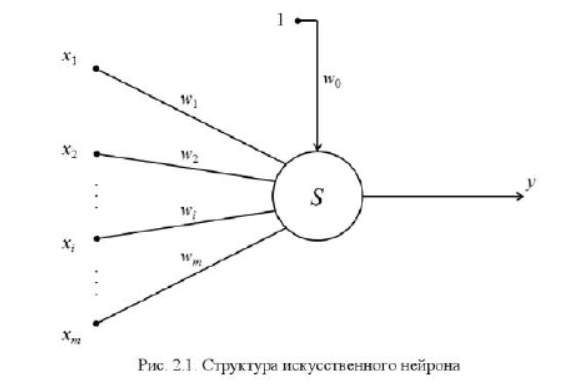 1
x₁
w₀
w₁
x₂
w₂
S
y
wᵢ
xᵢ
wₘ
xₘ
Рис. 2.1. Структура искусственного нейрона